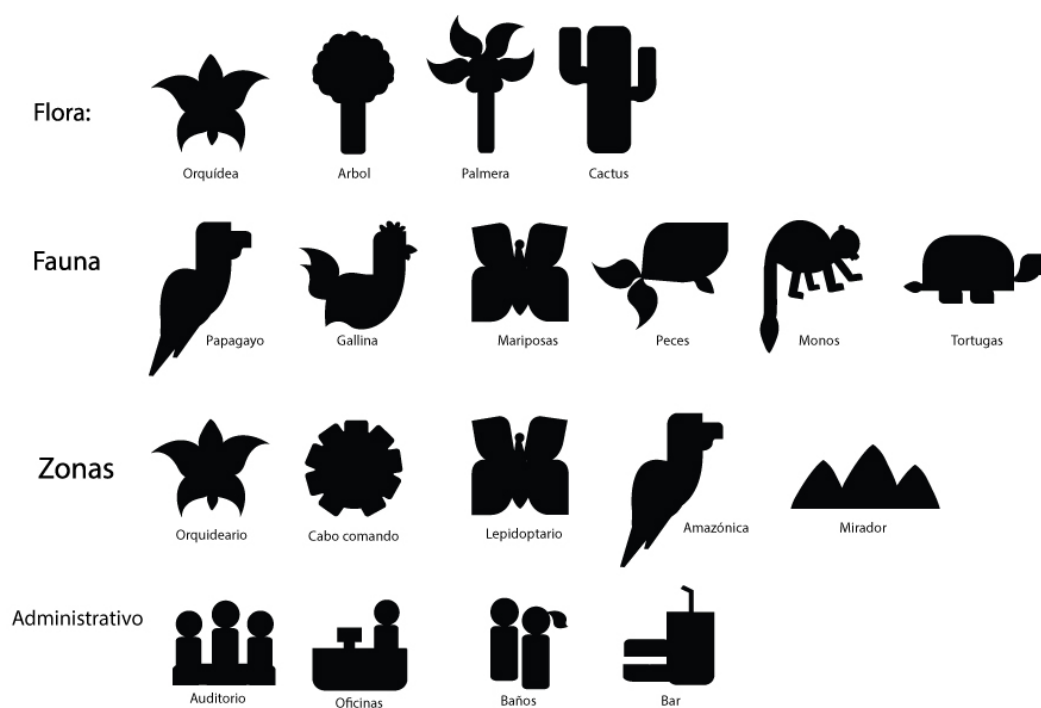 Flora:
Orquídea
Arbol
Palmera
Cactus
Fauna
Papagayo
Gallina
Mariposas
Peces
Monos
Tortugas
Zonas
Orquideario
Cabo comando
Lepidoptario
Amazónica
Mirador
Administrativo
Auditorio
Oficinas
Baños
Bar